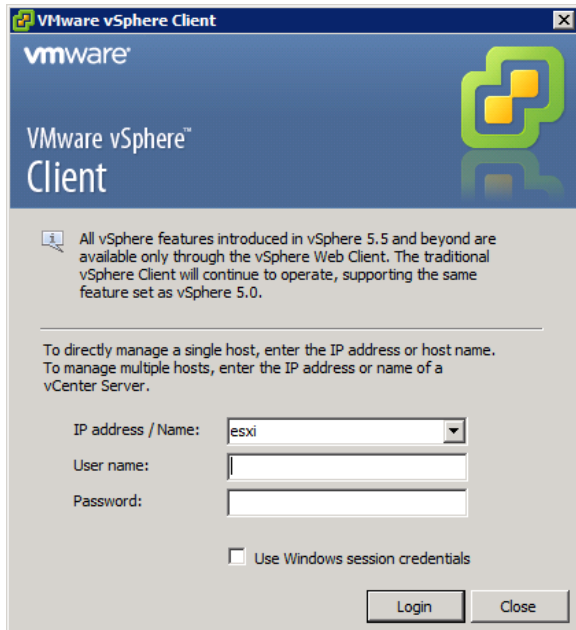 VMware vSphere Client
vmware®
VMware vSphere™
Client
All vSphere features introduced in vSphere 5.5 and beyond are
available only through the vSphere Web Client. The traditional
vSphere Client will continue to operate, supporting the same
feature set as vSphere 5.0.
To directly manage a single host, enter the IP address or host name.
To manage multiple hosts, enter the IP address or name of a
vCenter Server.
IP address / Name: esxi
User name:
Password:
Use Windows session credentials
Login Close